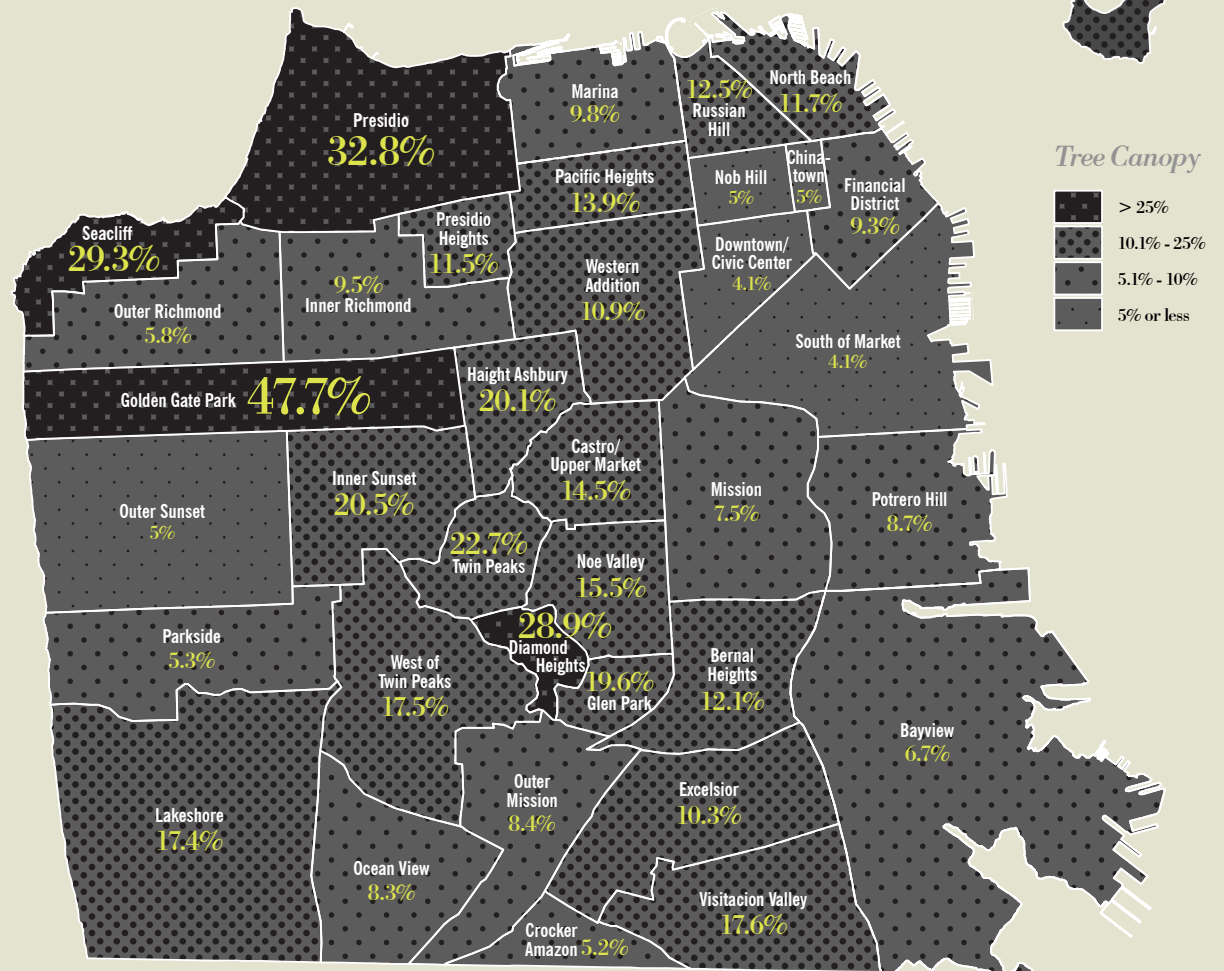 North Beach
11.7%
12.5%
Russian
Hill
Marina
9.8%
Presidio
32.8%
Tree Canopy
> 25%
10.1% - 25%
5.1% - 10%
5% or less
China-
town
5%
Nob Hill
5%
Pacific Heights
13.9%
Financial
District
9.3%
Presidio
Heights
11.5%
Seacliff
29.3%
Downtown/
Civic Center
4.1%
Western
Addition
10.9%
9.5%
Inner Richmond
Outer Richmond
5.8%
South of Market
4.1%
Golden Gate Park 47.7%
Haight Ashbury
20.1%
Castro/
Upper Market
14.5%
Inner Sunset
20.5%
Mission
7.5%
Potrero Hill
8.7%
Outer Sunset
5%
22.7%
Twin Peaks
Noe Valley
15.5%
28.9%
Diamond
Heights
Parkside
5.3%
West of
Twin Peaks
17.5%
19.6%
Glen Park
Bernal
Heights
12.1%
Bayview
6.7%
Outer
Mission
8.4%
Excelsior
10.3%
Lakeshore
17.4%
Ocean View
8.3%
Visitacion Valley
17.6%
Crocker
Amazon 5.2%